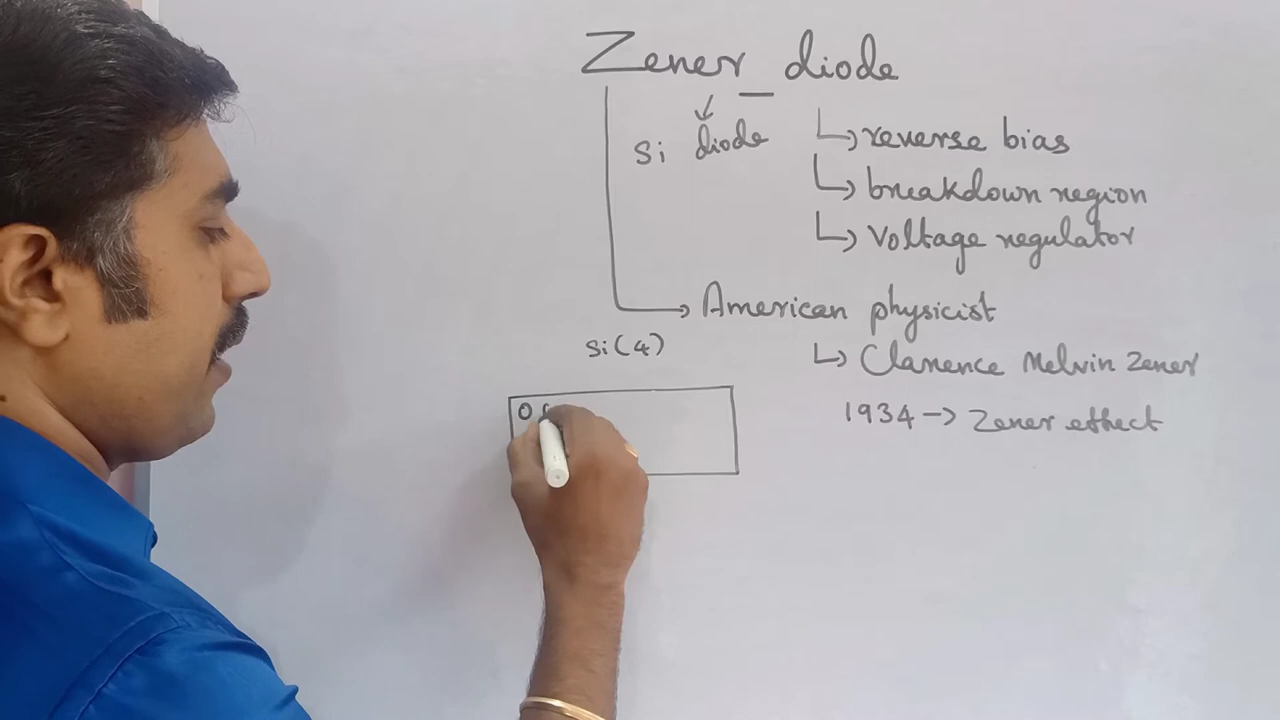 Zener diode
Si diode
reverse bias
breakdown region
Voltage regulator
American physicist
Si(4)
Clarence Melvin Zener
1934 → Zener effect
O